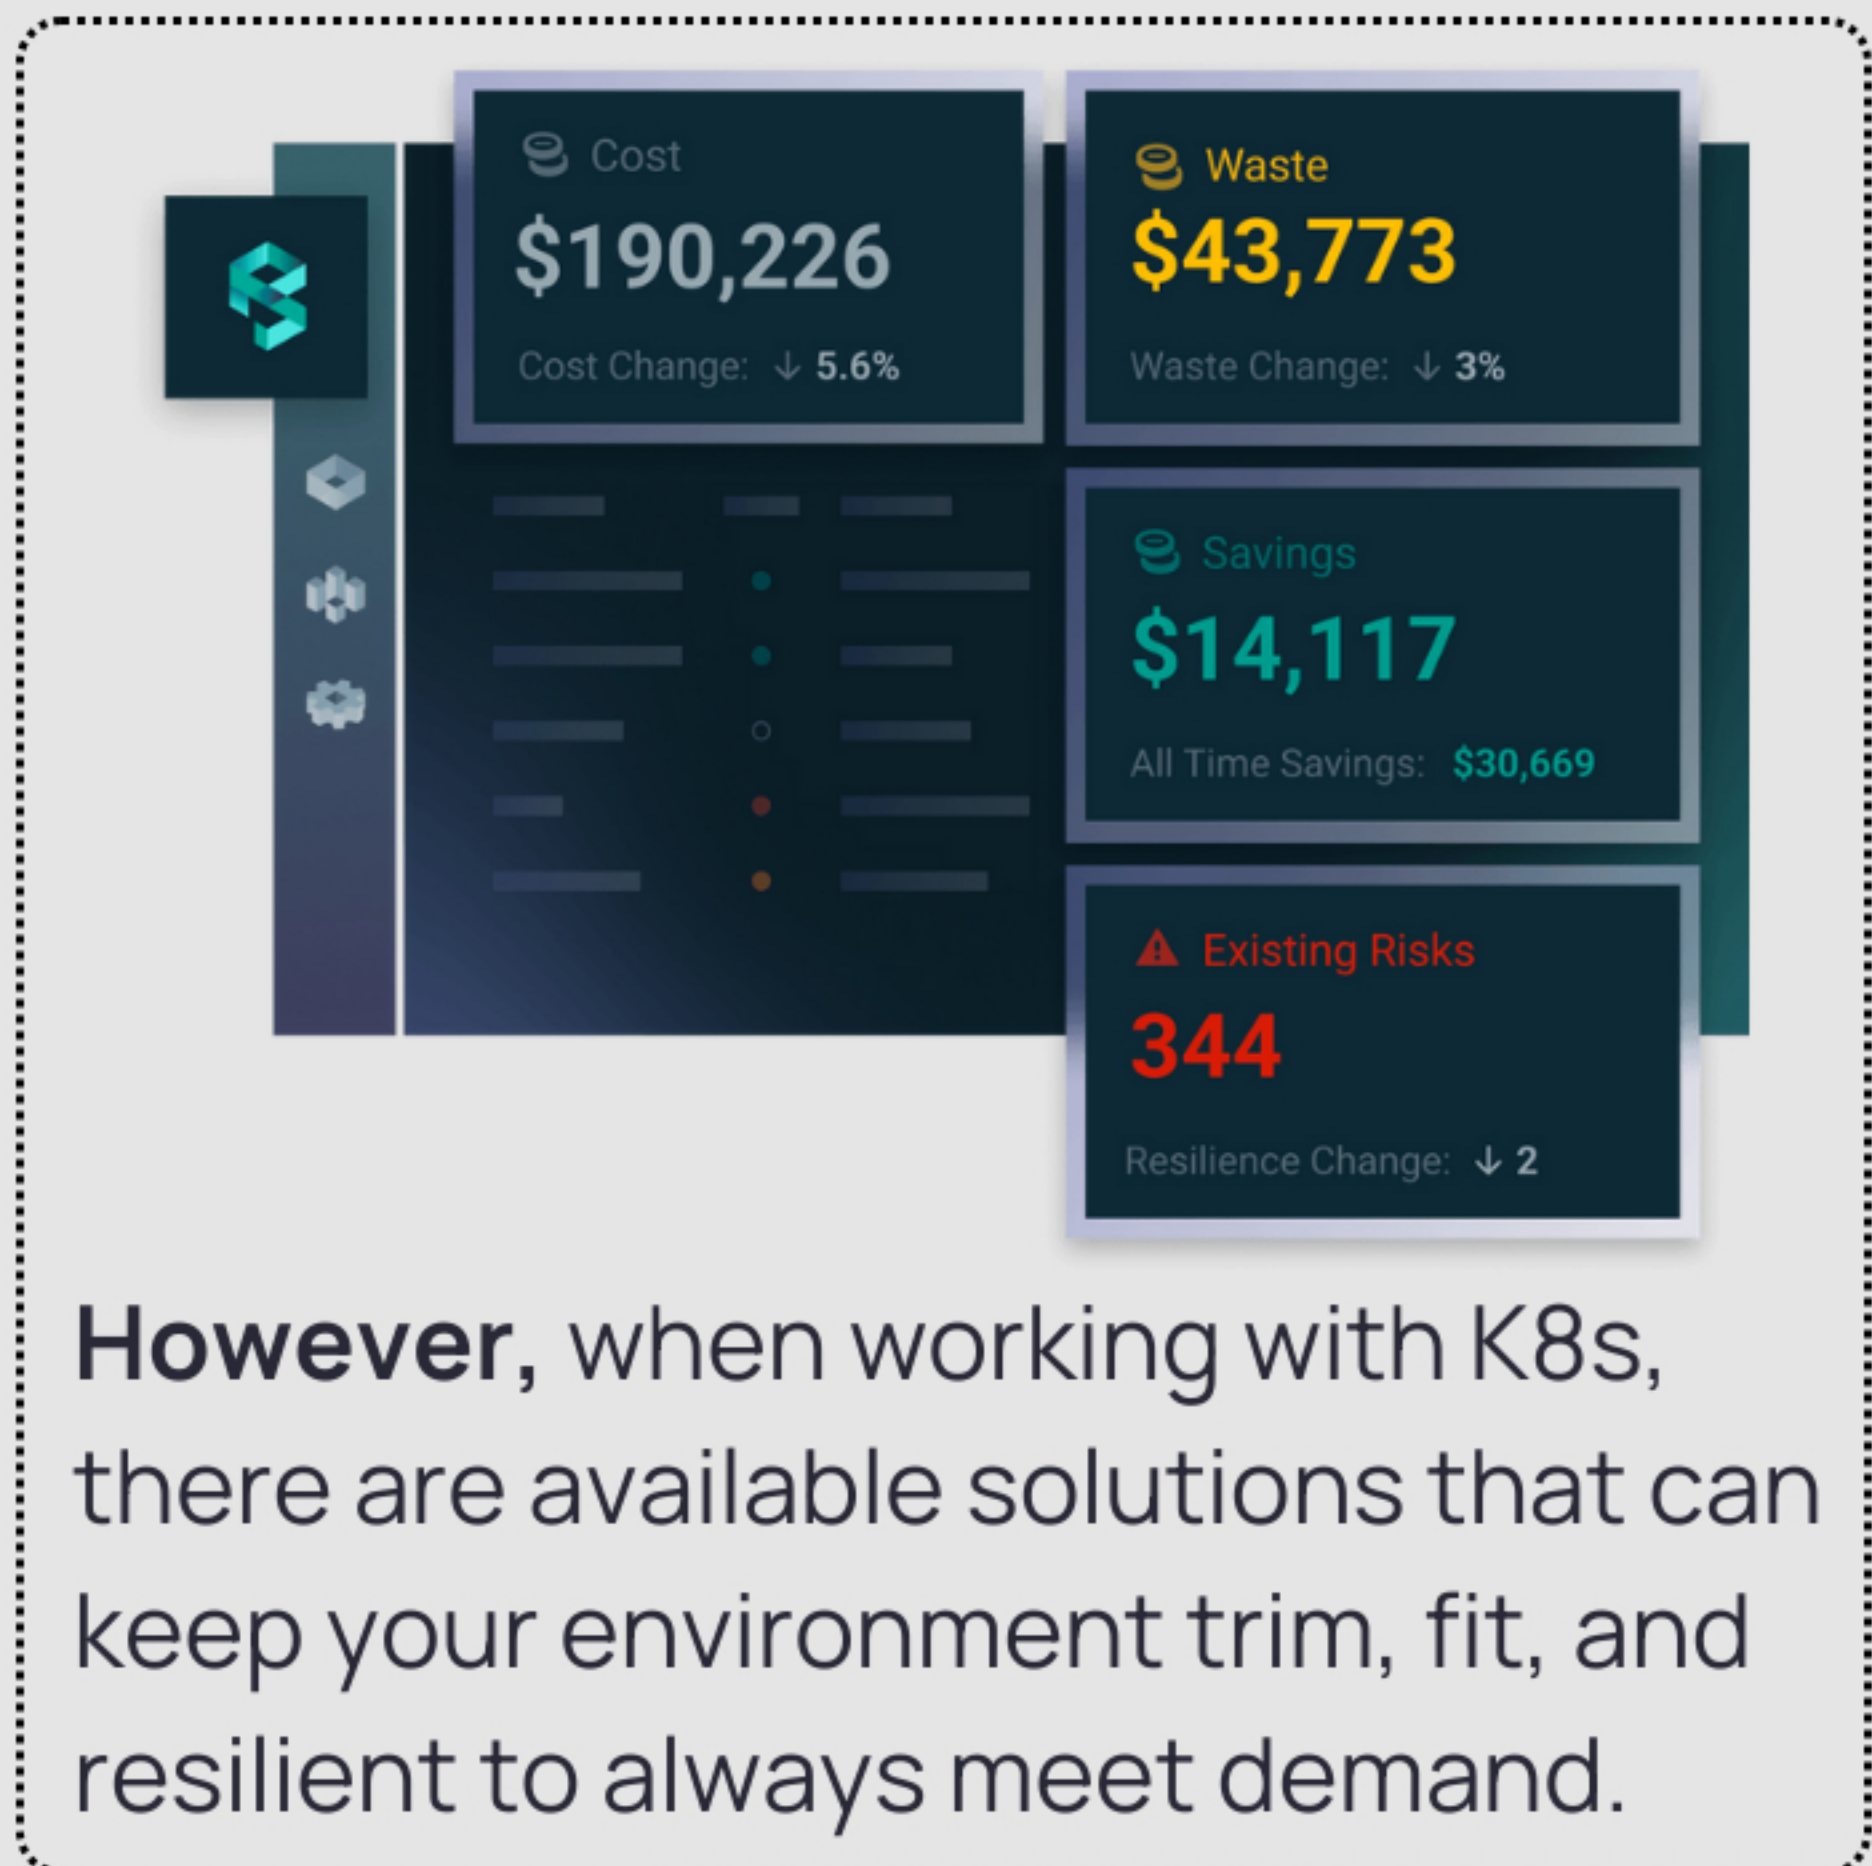 Cost
$190,226
Cost Change: ↓ 5.6%
Waste
$43,773
Waste Change: ↓ 3%
Savings
$14,117
All Time Savings: $30,669
Existing Risks
344
Resilience Change: ↓ 2
However, when working with K8s,
there are available solutions that can
keep your environment trim, fit, and
resilient to always meet demand.